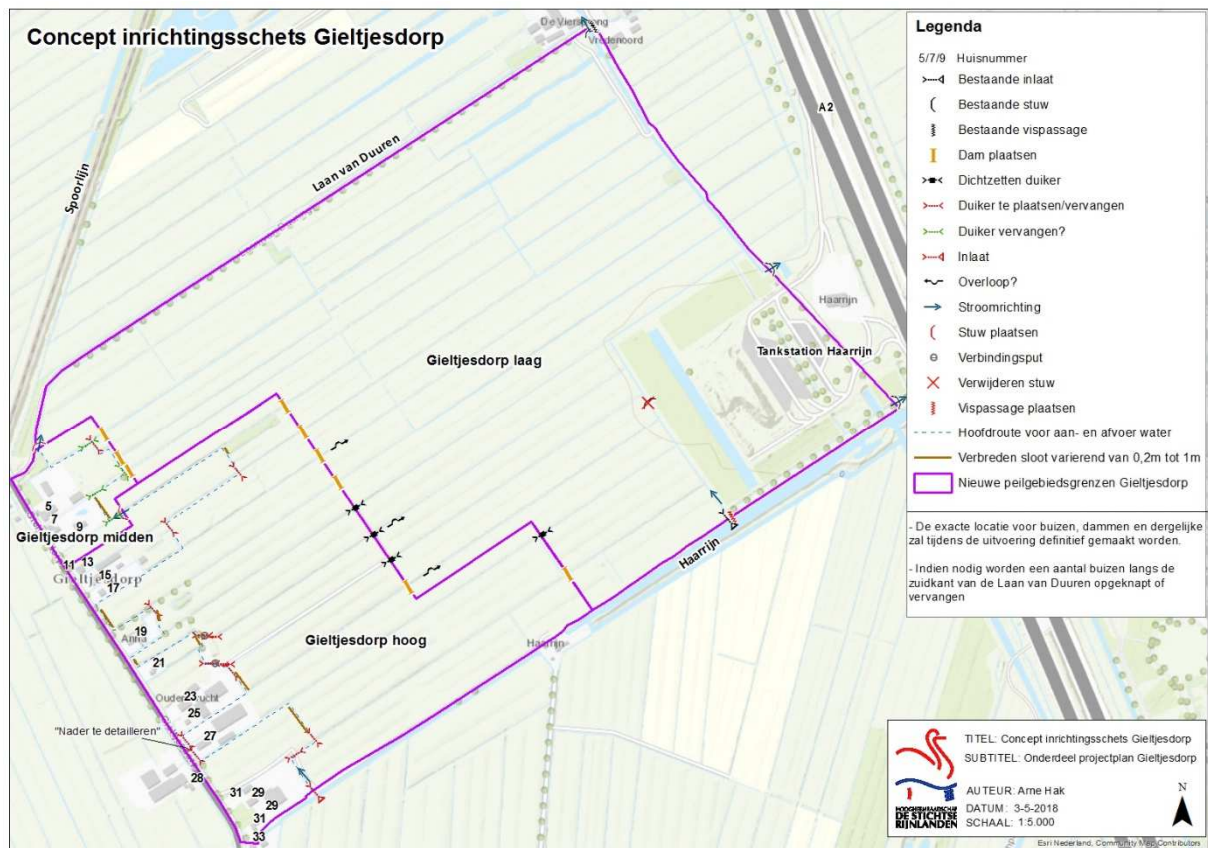 Concept inrichtingsschets Gieltjesdorp
Vredenoord
A2
Laan van Duuren
Spoorlijn
Haarrijn
Gieltjesdorp laag
Tankstation Haarrijn
5
7
9
Gieltjesdorp midden
11
13
Gieltjesdorp
15
17
Haarrijn
19
Gieltjesdorp hoog
21
23
25
"Nader te detailleren"
27
28
31
29
29
31
33
Legenda
5/7/9 Huisnummer
Bestaande inlaat
Bestaande stuw
Bestaande vispassage
Dam plaatsen
Dichtzetten duiker
Duiker te plaatsen/vervangen
Duiker vervangen?
Inlaat
Overloop?
Stroomrichting
Stuw plaatsen
Verbindingsput
Verwijderen stuw
Vispassage plaatsen
Hoofdroute voor aan- en afvoer water
Verbreden sloot varierend van 0,2m tot 1m
Nieuwe peilgebiedsgrenzen Gieltjesdorp
- De exacte locatie voor buizen, dammen en dergelijke
zal tijdens de uitvoering definitief gemaakt worden.
- Indien nodig worden een aantal buizen langs de
zuidkant van de Laan van Duuren opgeknapt of
vervangen
TITEL: Concept inrichtingsschets Gieltjesdorp
SUBTITEL: Onderdeel projectplan Gieltjesdorp
AUTEUR: Arne Hak
DATUM: 3-5-2018
SCHAAL: 1:5.000
N
HOOGHEEMRAADSCHAP
DE STICHTSE
RIJNLANDEN
Esri Nederland, Community Map Contributors